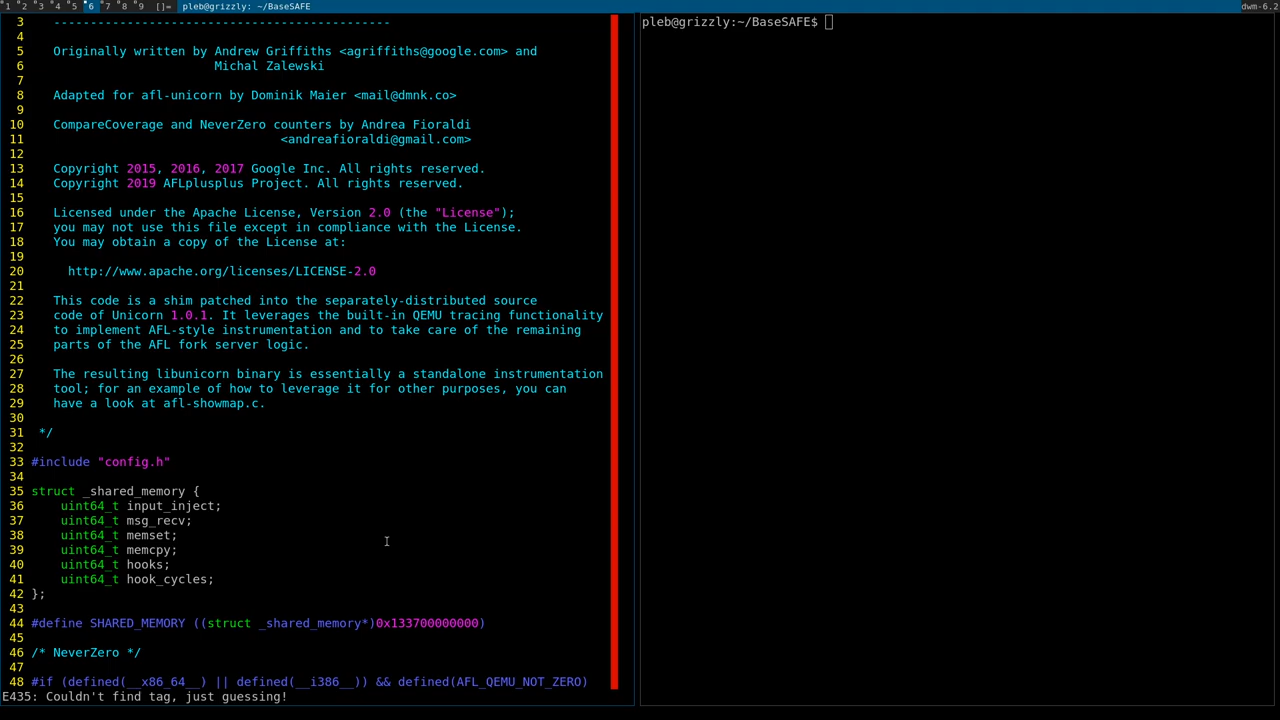 1 2 3 4 5 6 7 8 9 []= pleb@grizzly: ~/BaseSAFE dwm-6.2
3 ----------------------------------------------
4
5 Originally written by Andrew Griffiths <agriffiths@google.com> and
6 Michal Zalewski
7
8 Adapted for afl-unicorn by Dominik Maier <mail@dmnk.co>
9
10 CompareCoverage and NeverZero counters by Andrea Fioraldi
11 <andreafioraldi@gmail.com>
12
13 Copyright 2015, 2016, 2017 Google Inc. All rights reserved.
14 Copyright 2019 AFLplusplus Project. All rights reserved.
15
16 Licensed under the Apache License, Version 2.0 (the "License");
17 you may not use this file except in compliance with the License.
18 You may obtain a copy of the License at:
19
20 http://www.apache.org/licenses/LICENSE-2.0
21
22 This code is a shim patched into the separately-distributed source
23 code of Unicorn 1.0.1. It leverages the built-in QEMU tracing functionality
24 to implement AFL-style instrumentation and to take care of the remaining
25 parts of the AFL fork server logic.
26
27 The resulting libunicorn binary is essentially a standalone instrumentation
28 tool; for an example of how to leverage it for other purposes, you can
29 have a look at afl-showmap.c.
30
31 */
32
33 #include "config.h"
34
35 struct _shared_memory {
36 uint64_t input_inject;
37 uint64_t msg_recv;
38 uint64_t memset;
39 uint64_t memcpy;
40 uint64_t hooks;
41 uint64_t hook_cycles;
42 };
43
44 #define SHARED_MEMORY ((struct _shared_memory*)0x133700000000)
45
46 /* NeverZero */
47
48 #if (defined(__x86_64__) || defined(__i386__)) && defined(AFL_QEMU_NOT_ZERO)
E435: Couldn't find tag, just guessing!
pleb@grizzly:~/BaseSAFE$